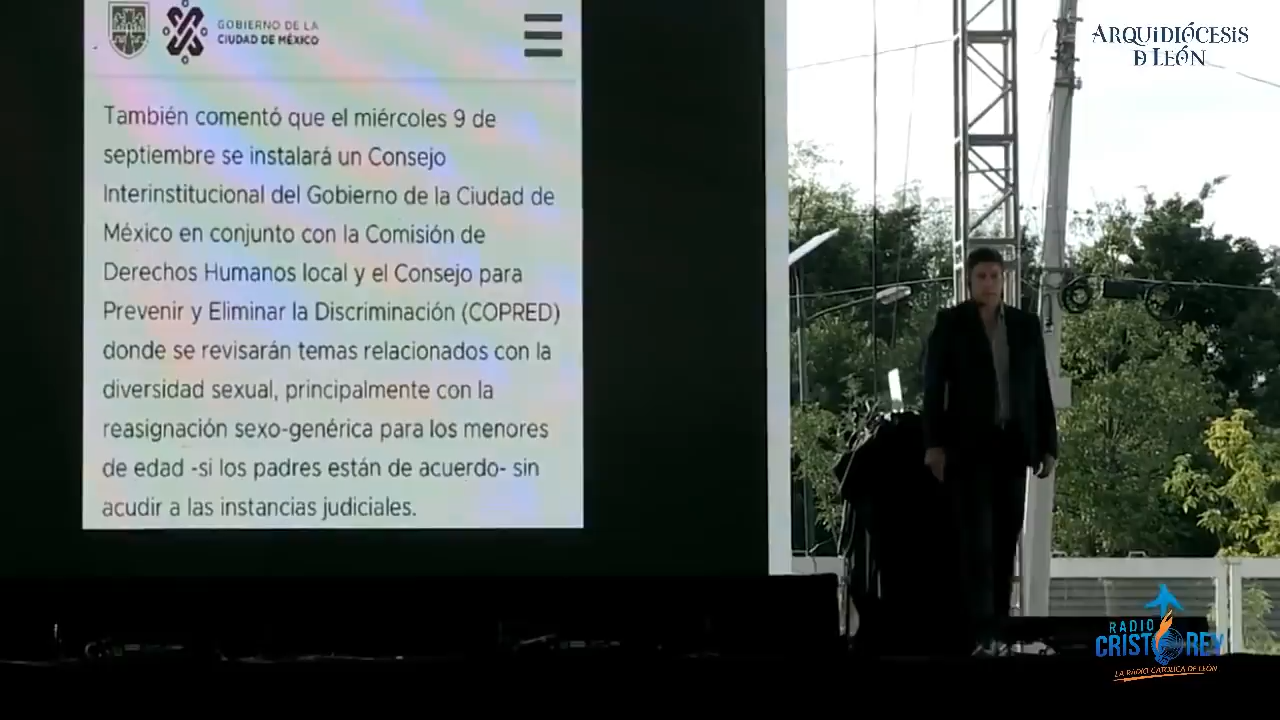 GOBIERNO DE LA
CIUDAD DE MÉXICO
También comentó que el miércoles 9 de
septiembre se instalará un Consejo
Interinstitucional del Gobierno de la Ciudad de
México en conjunto con la Comisión de
Derechos Humanos local y el Consejo para
Prevenir y Eliminar la Discriminación (COPRED)
donde se revisarán temas relacionados con la
diversidad sexual, principalmente con la
reasignación sexo-genérica para los menores
de edad -si los padres están de acuerdo- sin
acudir a las instancias judiciales.
ARQUiDiÓCESiS
D LEÓN
RADIO
CRISTO REY
LA RADIO CATOLICA DE LEÓN